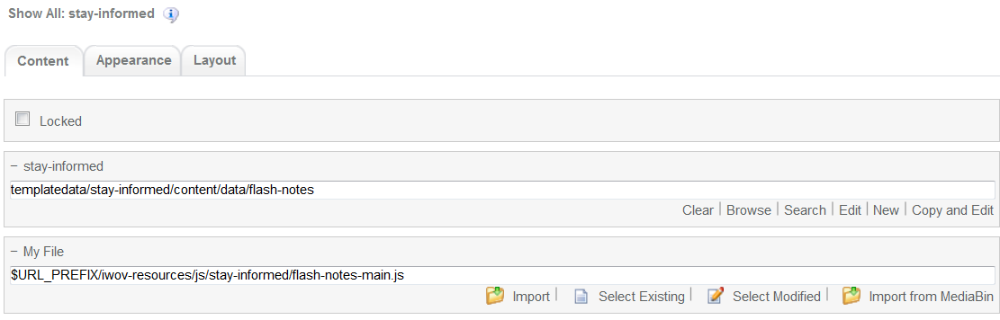 Show All: stay-informed
Content Appearance Layout
Locked
− stay-informed
templatedata/stay-informed/content/data/flash-notes
Clear | Browse | Search | Edit | New | Copy and Edit
− My File
$URL_PREFIX/iwov-resources/js/stay-informed/flash-notes-main.js
Import | Select Existing | Select Modified | Import from MediaBin